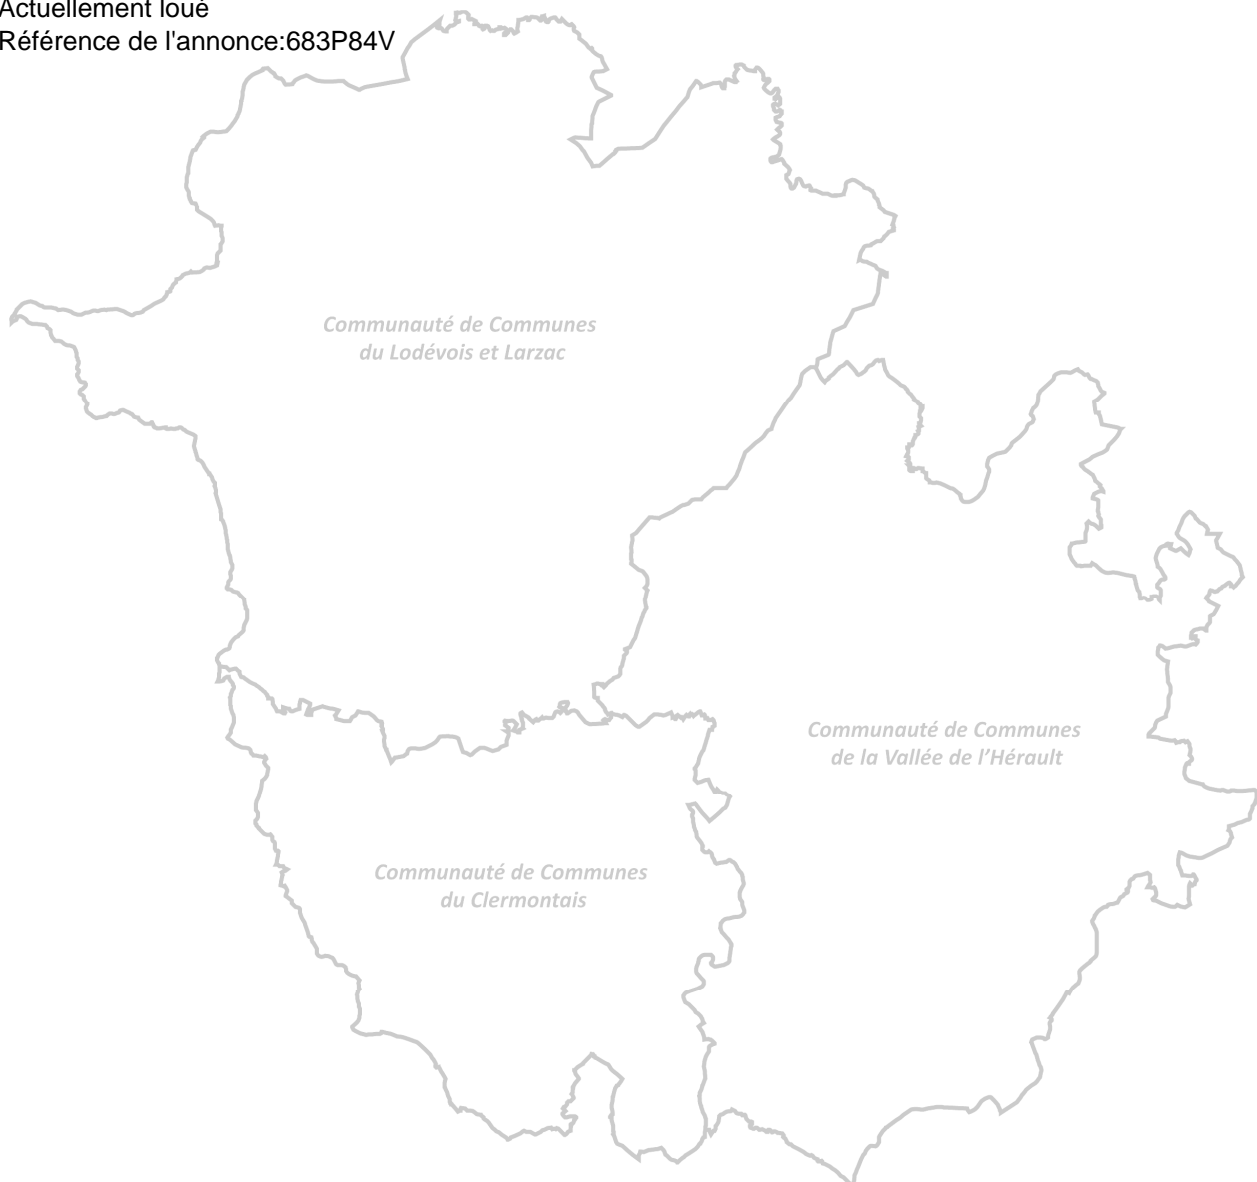 Actuellement loué
Référence de l'annonce:683P84V
Communauté de Communes
du Lodévois et Larzac
Communauté de Communes
de la Vallée de l’Hérault
Communauté de Communes
du Clermontais